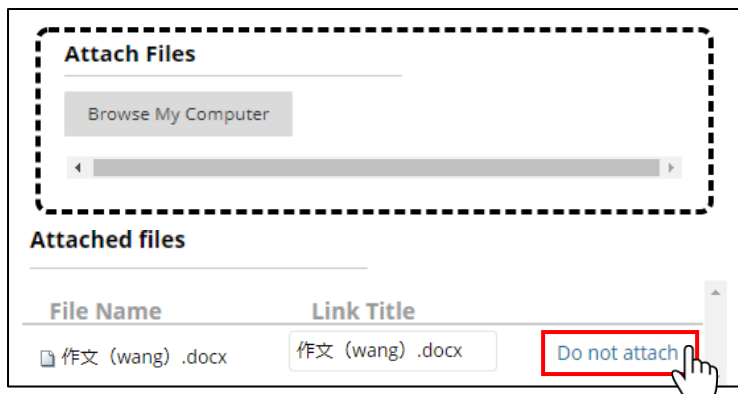 Attach Files
Browse My Computer
Attached files
File Name Link Title
作文（wang）.docx 作文（wang）.docx Do not attach